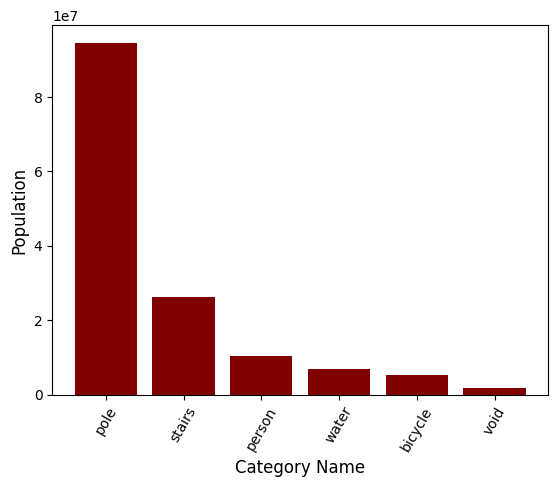 1e7
8
6
4
2
0
Population
pole
stairs
person
water
bicycle
void
Category Name